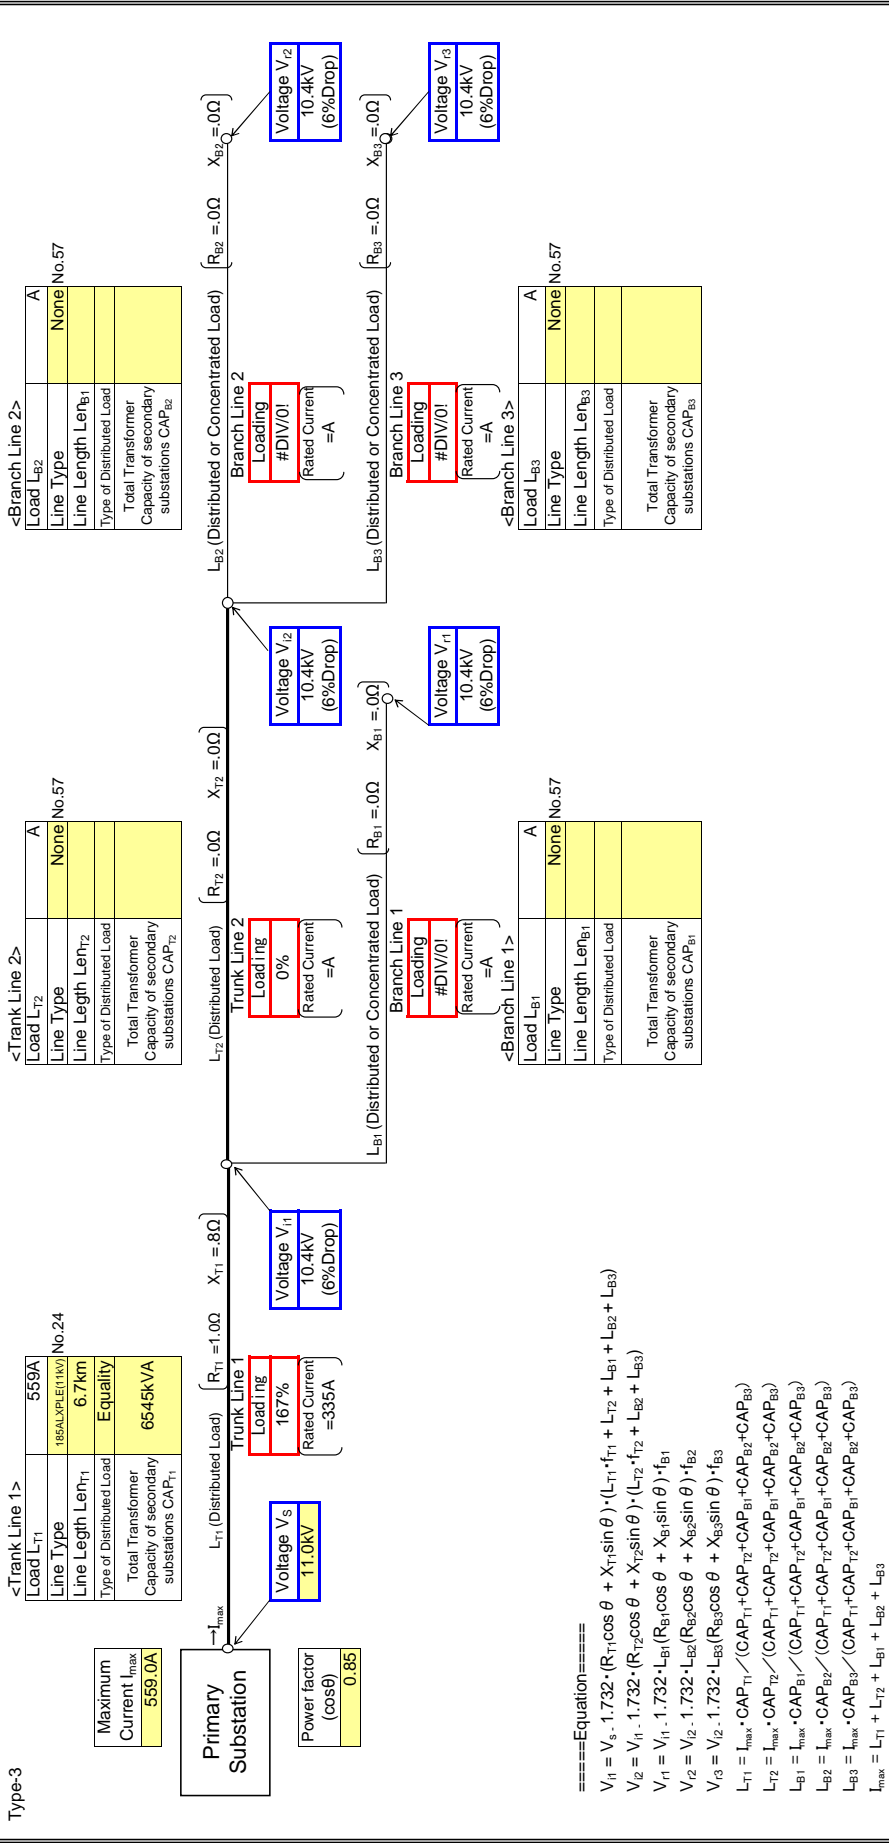 Type-3
Maximum
Current Imax
559.0A
Primary
Substation
Power factor
(cosθ)
0.85
→Imax
Voltage VS
11.0kV
<Trank Line 1>
Load LT1 559A
Line Type 185ALXPLE(11kV) No.24
Line Legth LenT1 6.7km
Type of Distributed Load Equality
Total Transformer
Capacity of secondary
substations CAPT1
6545kVA
LT1 (Distributed Load)
RT1 =1.0Ω XT1 =.8Ω
Trunk Line 1
Loading
167%
Rated Current
=335A
Voltage Vi1
10.4kV
(6%Drop)
<Trank Line 2>
Load LT2 A
Line Type None No.57
Line Legth LenT2
Type of Distributed Load
Total Transformer
Capacity of secondary
substations CAPT2
LT2 (Distributed Load)
RT2 =.0Ω XT2 =.0Ω
Trunk Line 2
Loading
0%
Rated Current
=A
Voltage Vi2
10.4kV
(6%Drop)
LB1 (Distributed or Concentrated Load)
RB1 =.0Ω XB1 =.0Ω
Branch Line 1
Loading
#DIV/0!
Rated Current
=A
Voltage Vr1
10.4kV
(6%Drop)
<Branch Line 1>
Load LB1 A
Line Type None No.57
Line Length LenB1
Type of Distributed Load
Total Transformer
Capacity of secondary
substations CAPB1
<Branch Line 2>
Load LB2 A
Line Type None No.57
Line Length LenB1
Type of Distributed Load
Total Transformer
Capacity of secondary
substations CAPB2
LB2 (Distributed or Concentrated Load)
RB2 =.0Ω XB2 =.0Ω
Branch Line 2
Loading
#DIV/0!
Rated Current
=A
Voltage Vr2
10.4kV
(6%Drop)
LB3 (Distributed or Concentrated Load)
RB3 =.0Ω XB3 =.0Ω
Branch Line 3
Loading
#DIV/0!
Rated Current
=A
Voltage Vr3
10.4kV
(6%Drop)
<Branch Line 3>
Load LB3 A
Line Type None No.57
Line Length LenB3
Type of Distributed Load
Total Transformer
Capacity of secondary
substations CAPB3
=====Equation=====
Vi1 = Vs - 1.732・(RT1cosθ + XT1sinθ)・(LT1・fT1 + LT2 + LB1 + LB2 + LB3)
Vi2 = Vi1 - 1.732・(RT2cosθ + XT2sinθ)・(LT2・fT2 + LB2 + LB3)
Vr1 = Vi1 - 1.732・LB1(RB1cosθ + XB1sinθ)・fB1
Vr2 = Vi2 - 1.732・LB2(RB2cosθ + XB2sinθ)・fB2
Vr3 = Vi2 - 1.732・LB3(RB3cosθ + XB3sinθ)・fB3
LT1 = Imax・CAPT1／(CAPT1+CAPT2+CAPB1+CAPB2+CAPB3)
LT2 = Imax・CAPT2／(CAPT1+CAPT2+CAPB1+CAPB2+CAPB3)
LB1 = Imax・CAPB1／(CAPT1+CAPT2+CAPB1+CAPB2+CAPB3)
LB2 = Imax・CAPB2／(CAPT1+CAPT2+CAPB1+CAPB2+CAPB3)
LB3 = Imax・CAPB3／(CAPT1+CAPT2+CAPB1+CAPB2+CAPB3)
Imax = LT1 + LT2 + LB1 + LB2 + LB3